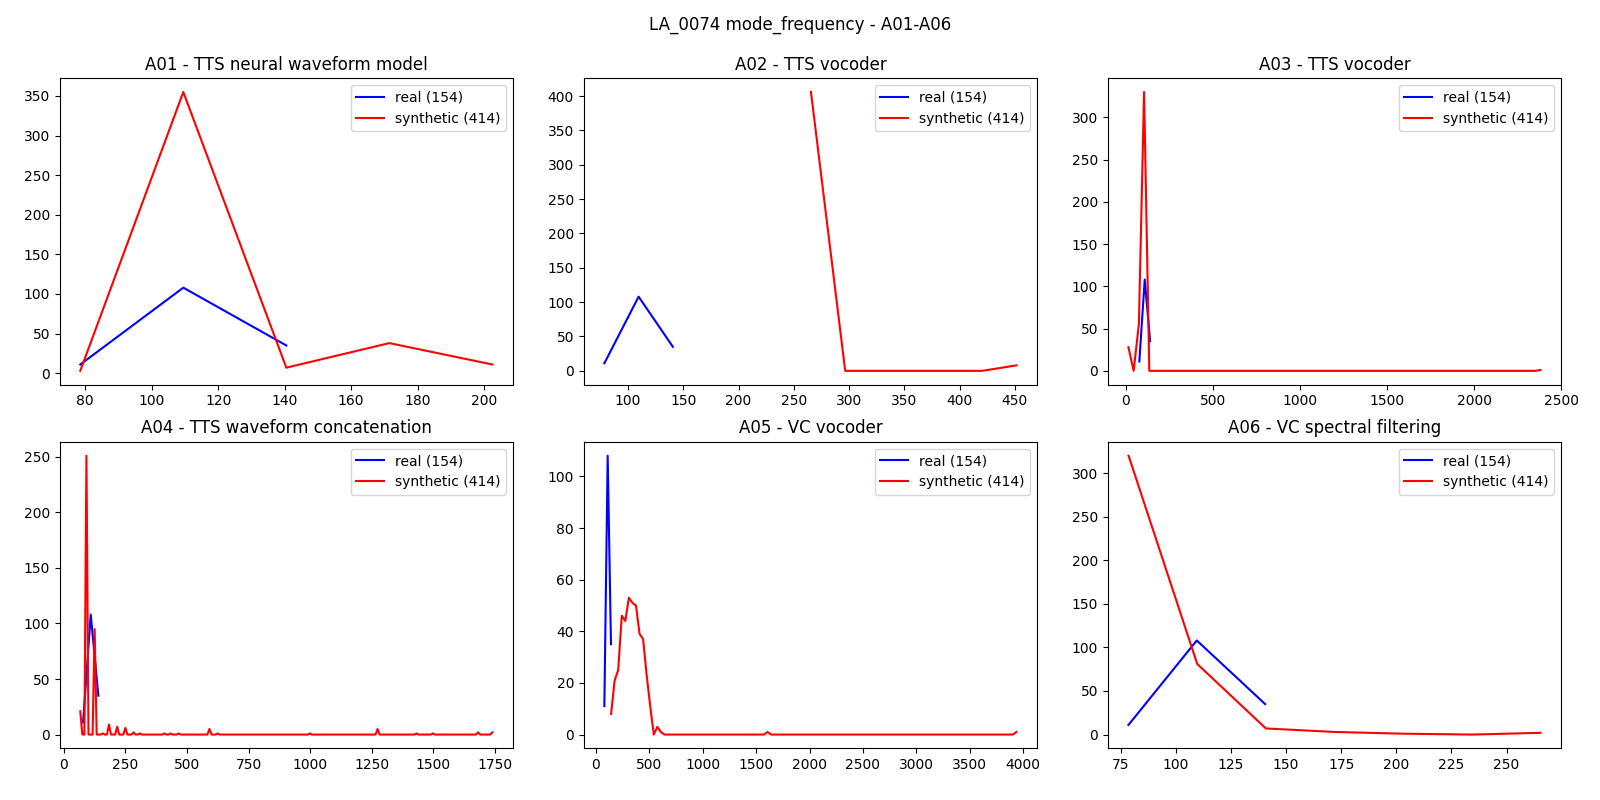 LA_0074 mode_frequency - A01-A06
A01 - TTS neural waveform model
350
300
250
200
150
100
50
0
80 100 120 140 160 180 200
real (154)
synthetic (414)
A02 - TTS vocoder
400
350
300
250
200
150
100
50
0
100 150 200 250 300 350 400 450
real (154)
synthetic (414)
A03 - TTS vocoder
300
250
200
150
100
50
0
0 500 1000 1500 2000 2500
real (154)
synthetic (414)
A04 - TTS waveform concatenation
250
200
150
100
50
0
0 250 500 750 1000 1250 1500 1750
real (154)
synthetic (414)
A05 - VC vocoder
100
80
60
40
20
0
0 500 1000 1500 2000 2500 3000 3500 4000
real (154)
synthetic (414)
A06 - VC spectral filtering
300
250
200
150
100
50
0
75 100 125 150 175 200 225 250
real (154)
synthetic (414)